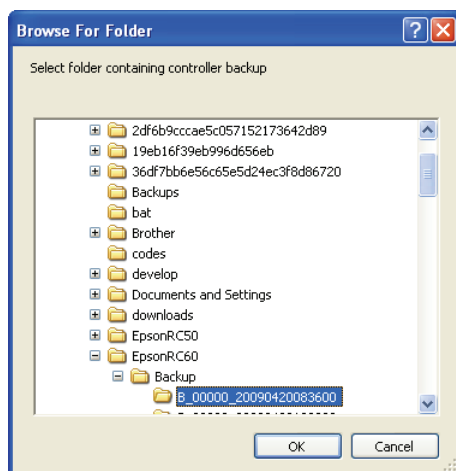 Browse For Folder
Select folder containing controller backup
2df6b9cccae5c057152173642d89
19eb16f39eb996d656eb
36df7bb6e56c65e5d24ec3f8d86720
Backups
bat
Brother
codes
develop
Documents and Settings
downloads
EpsonRC50
EpsonRC60
Backup
B_00000_20090420083600
OK Cancel